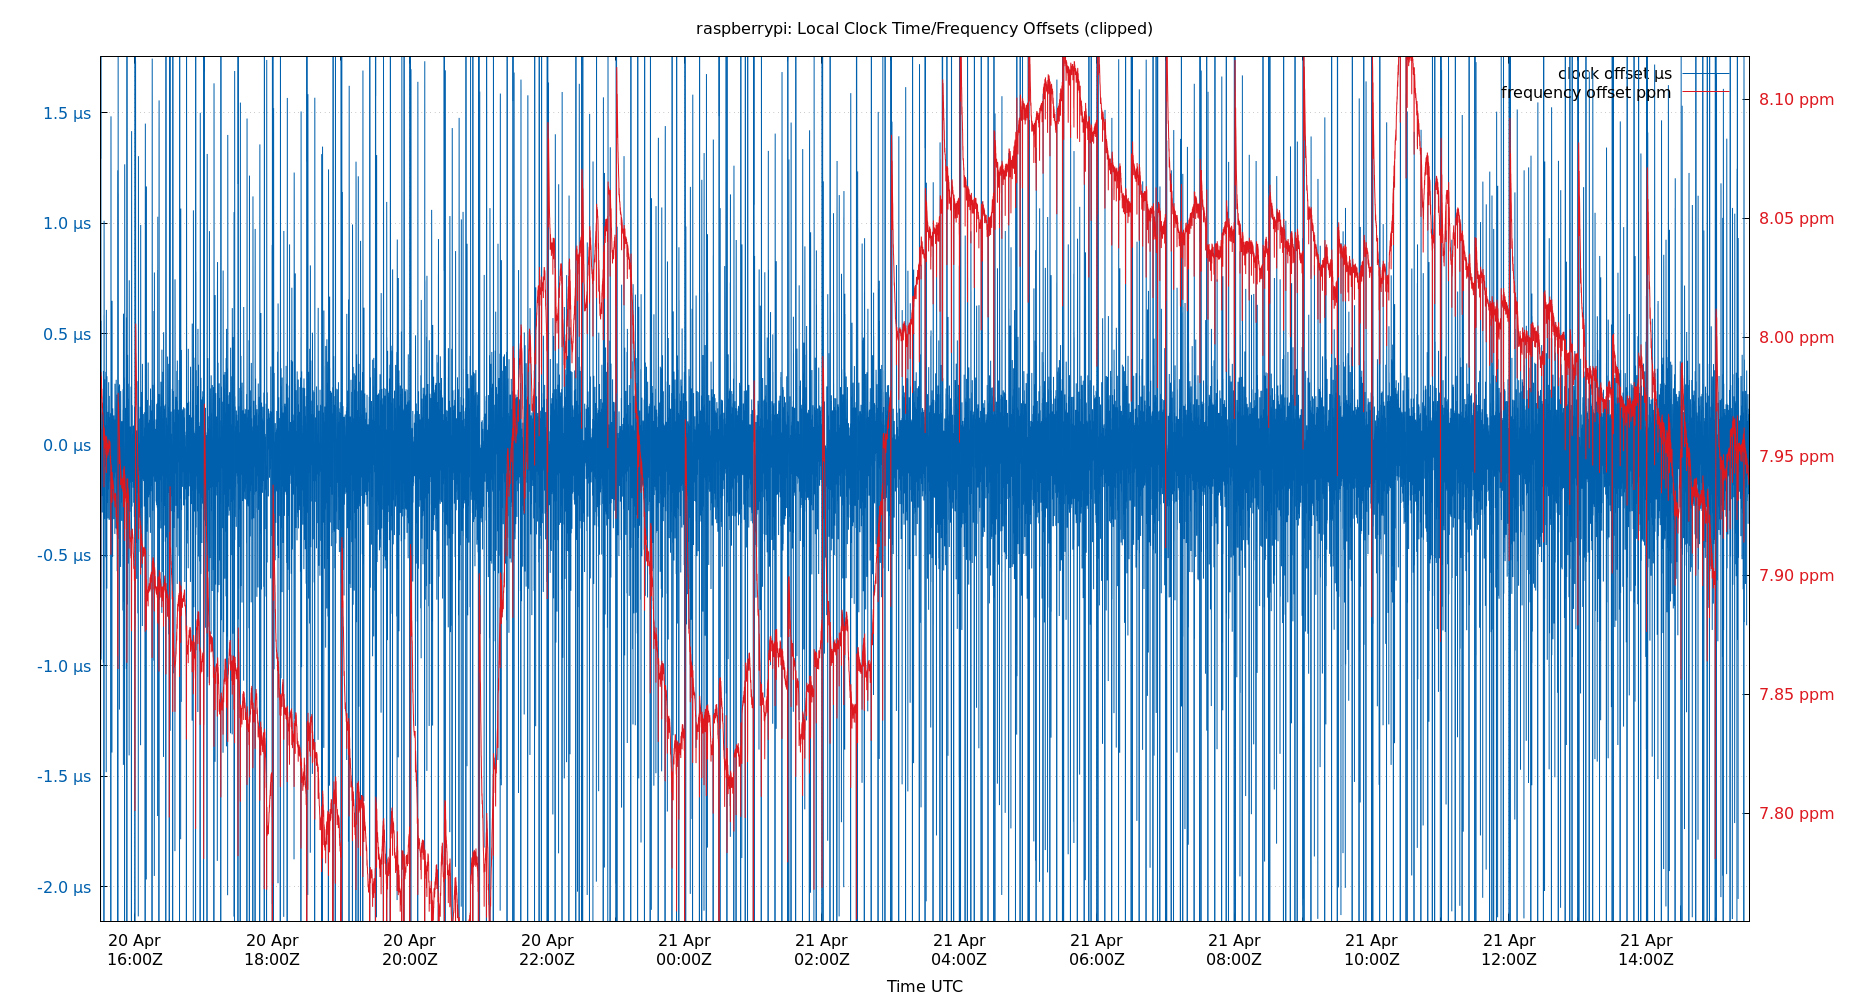 raspberrypi: Local Clock Time/Frequency Offsets (clipped)
clock offset µs
frequency offset ppm
1.5 µs
1.0 µs
0.5 µs
0.0 µs
-0.5 µs
-1.0 µs
-1.5 µs
-2.0 µs
8.10 ppm
8.05 ppm
8.00 ppm
7.95 ppm
7.90 ppm
7.85 ppm
7.80 ppm
20 Apr
16:00Z
20 Apr
18:00Z
20 Apr
20:00Z
20 Apr
22:00Z
21 Apr
00:00Z
21 Apr
02:00Z
21 Apr
04:00Z
21 Apr
06:00Z
21 Apr
08:00Z
21 Apr
10:00Z
21 Apr
12:00Z
21 Apr
14:00Z
Time UTC